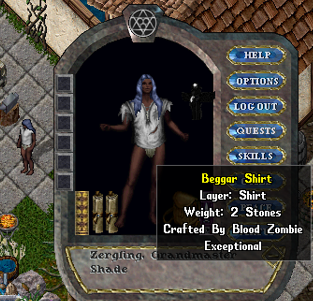 HELP
OPTIONS
LOG OUT
QUESTS
SKILLS
Beggar Shirt
Layer: Shirt
Weight: 2 Stones
Crafted By Blood Zombie
Exceptional
Zergling, Grandmaster
Shade